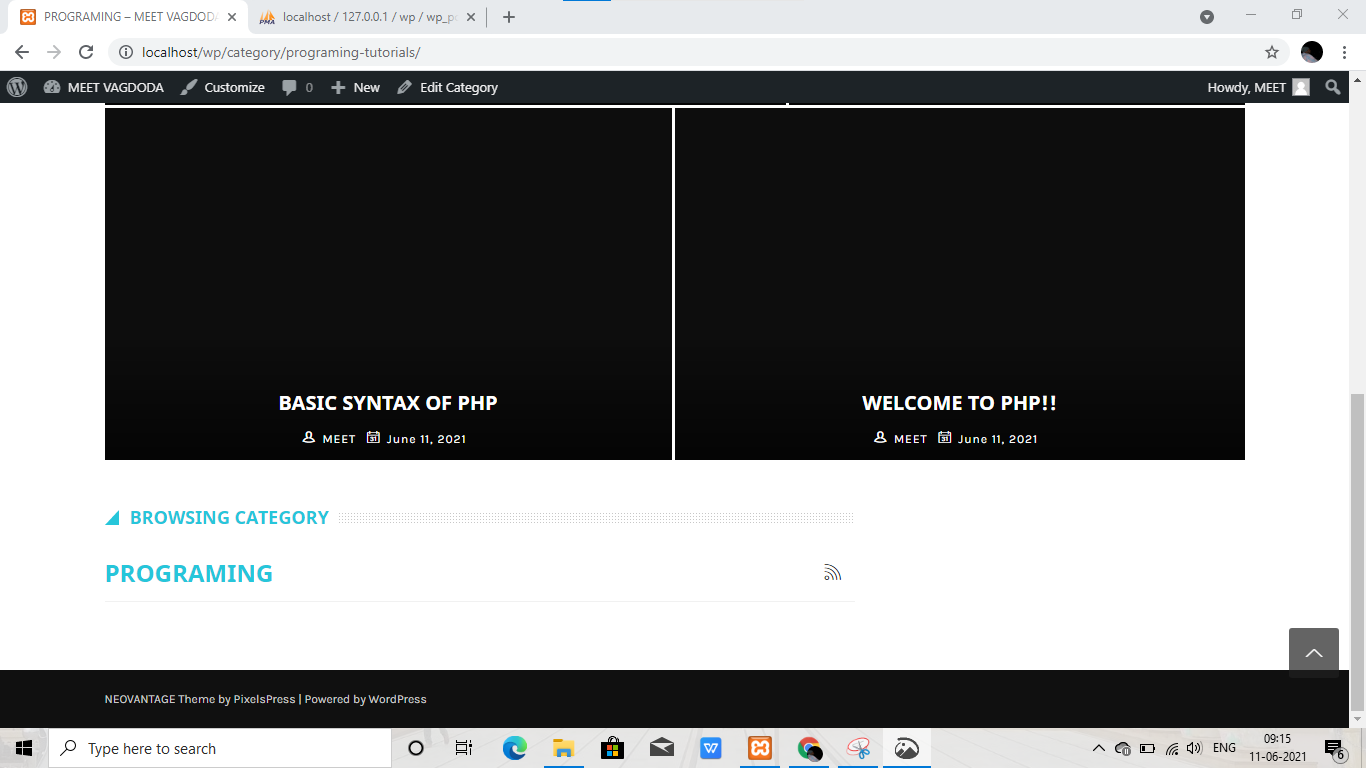 PROGRAMING – MEET VAGDODA
localhost / 127.0.0.1 / wp / wp_po
localhost/wp/category/programing-tutorials/
MEET VAGDODA Customize 0 New Edit Category Howdy, MEET
BASIC SYNTAX OF PHP
MEET 31 June 11, 2021
WELCOME TO PHP!!
MEET 31 June 11, 2021
BROWSING CATEGORY
PROGRAMING
NEOVANTAGE Theme by PixelsPress | Powered by WordPress
Type here to search
ENG
09:15
11-06-2021
6